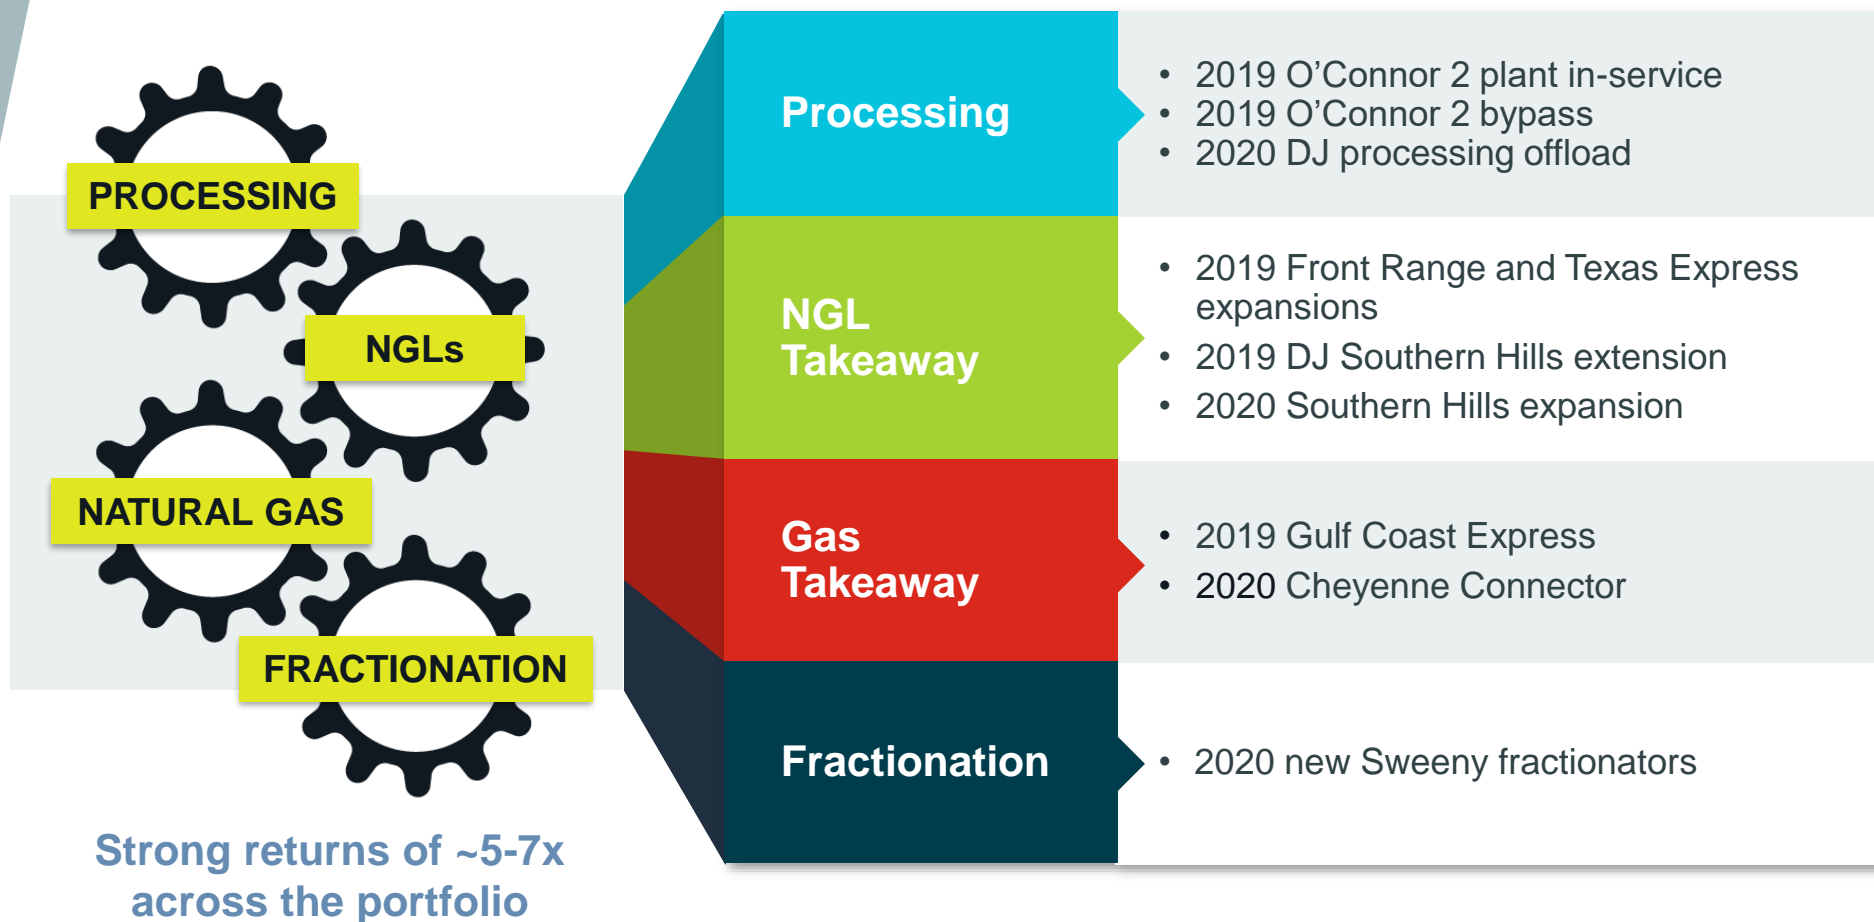 PROCESSING
NGLs
NATURAL GAS
FRACTIONATION
Strong returns of ~5-7x
across the portfolio
Processing
• 2019 O’Connor 2 plant in-service
• 2019 O’Connor 2 bypass
• 2020 DJ processing offload
NGL
Takeaway
• 2019 Front Range and Texas Express
expansions
• 2019 DJ Southern Hills extension
• 2020 Southern Hills expansion
Gas
Takeaway
• 2019 Gulf Coast Express
• 2020 Cheyenne Connector
Fractionation
• 2020 new Sweeny fractionators